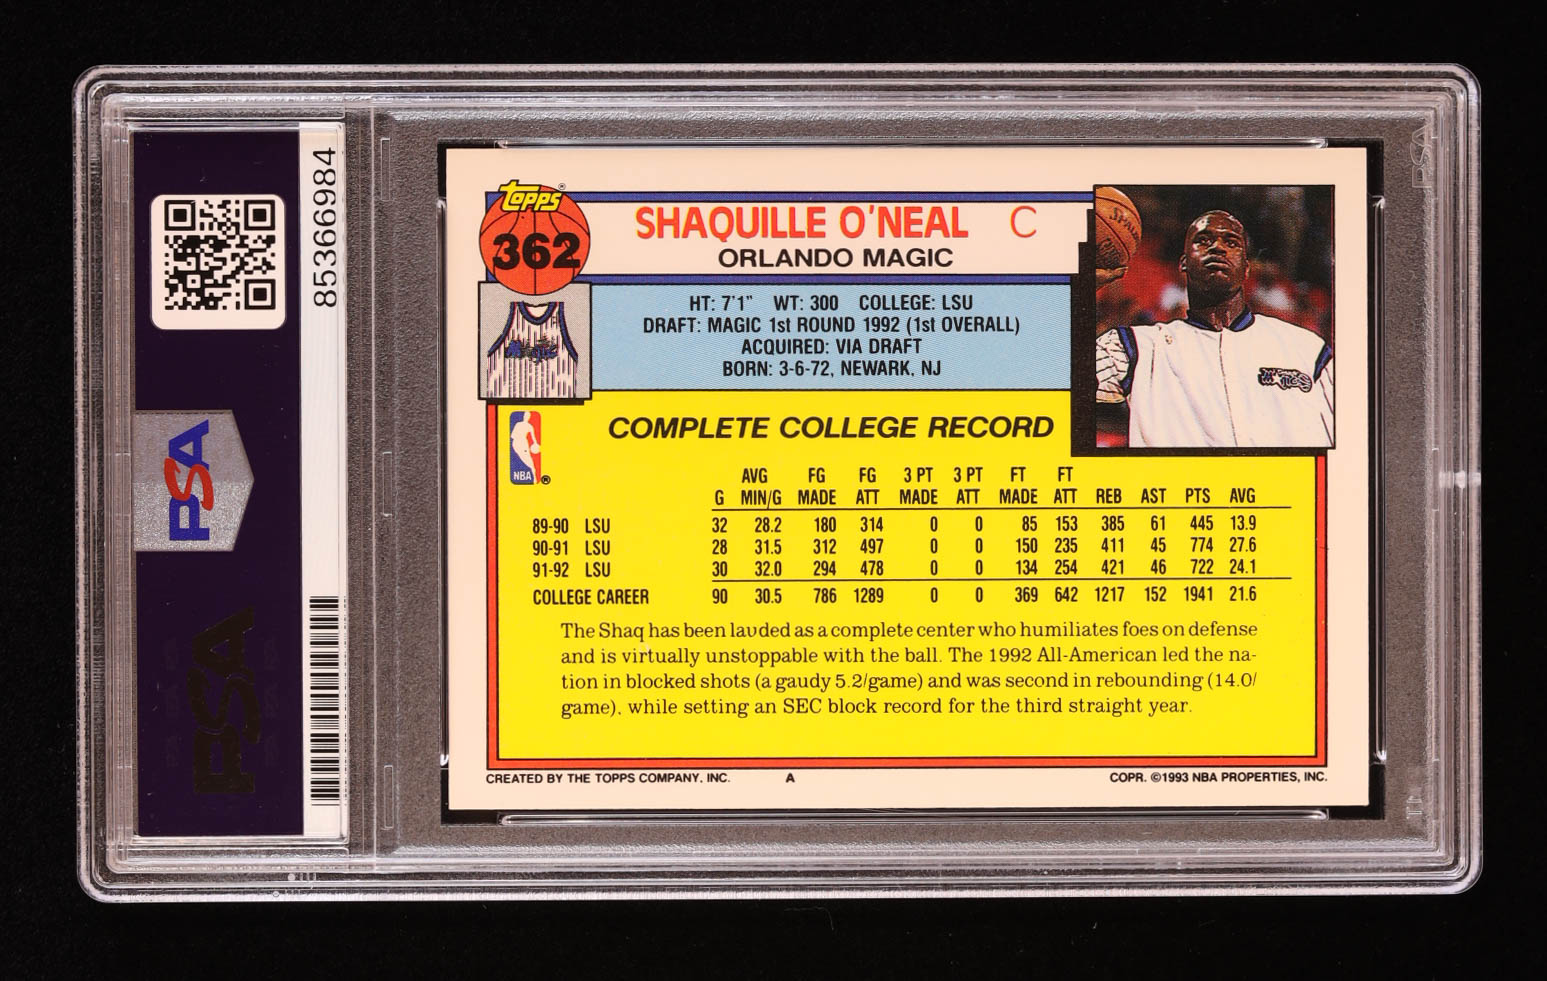 85366984
PSA
PSA
topps
362
SHAQUILLE O'NEAL C
ORLANDO MAGIC
HT: 7'1" WT: 300 COLLEGE: LSU
DRAFT: MAGIC 1st ROUND 1992 (1st OVERALL)
ACQUIRED: VIA DRAFT
BORN: 3-6-72, NEWARK, NJ
Magic
NBA ®
COMPLETE COLLEGE RECORD
AVG FG FG 3 PT 3 PT FT FT
G MIN/G MADE ATT MADE ATT MADE ATT REB AST PTS AVG
89-90 LSU 32 28.2 180 314 0 0 85 153 385 61 445 13.9
90-91 LSU 28 31.5 312 497 0 0 150 235 411 45 774 27.6
91-92 LSU 30 32.0 294 478 0 0 134 254 421 46 722 24.1
COLLEGE CAREER 90 30.5 786 1289 0 0 369 642 1217 152 1941 21.6
The Shaq has been lauded as a complete center who humiliates foes on defense
and is virtually unstoppable with the ball. The 1992 All-American led the na-
tion in blocked shots (a gaudy 5.2/game) and was second in rebounding (14.0/
game), while setting an SEC block record for the third straight year.
CREATED BY THE TOPPS COMPANY, INC. A COPR. ©1993 NBA PROPERTIES, INC.